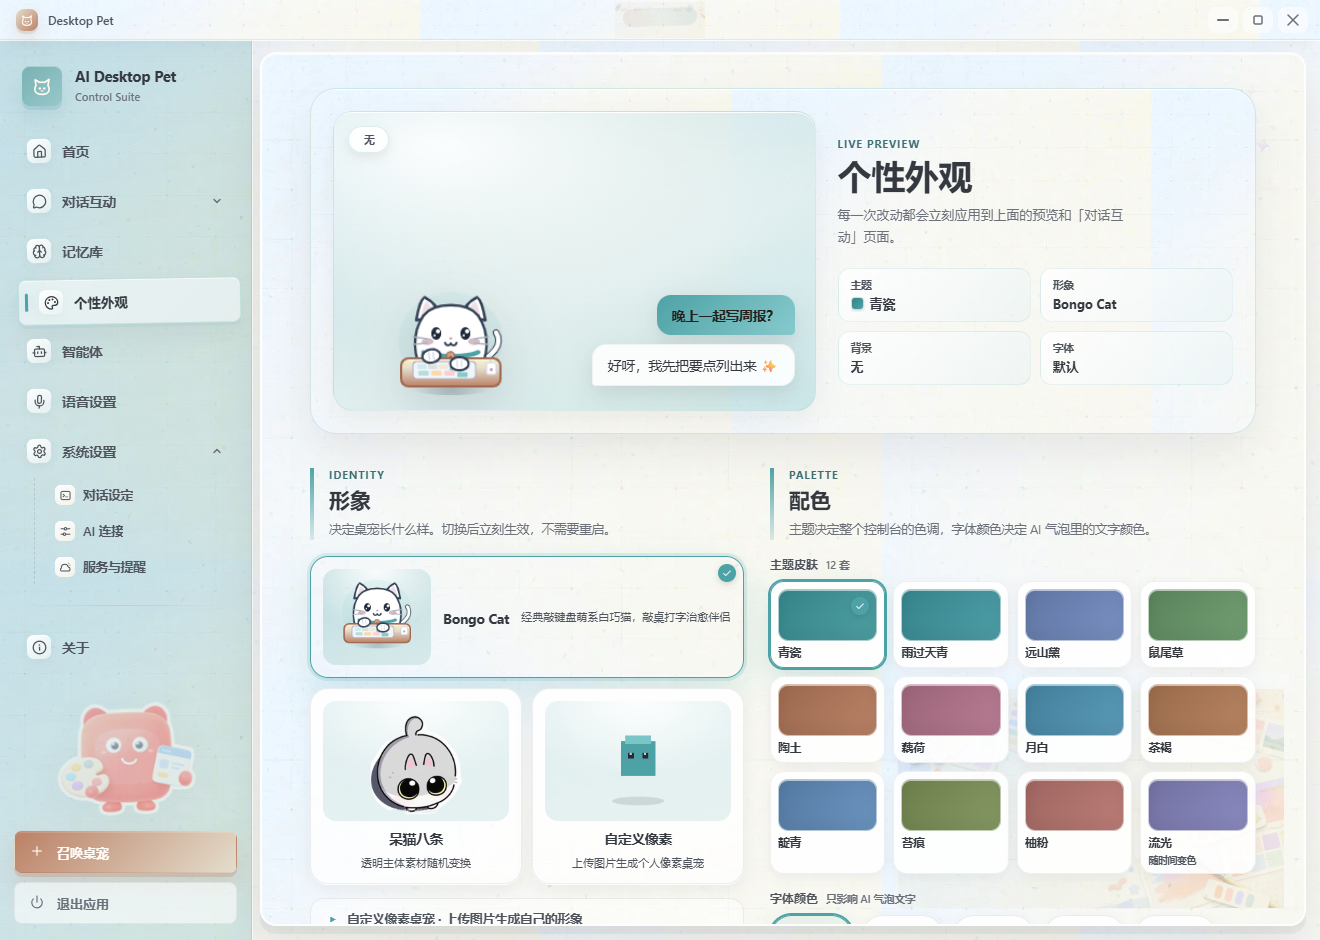 Desktop Pet
AI Desktop Pet
Control Suite
首页
对话互动
记忆库
个性外观
智能体
语音设置
系统设置
对话设定
AI 连接
服务与提醒
关于
召唤桌宠
退出应用
无
晚上一起写周报?
好呀，我先把要点列出来 ✨
LIVE PREVIEW
个性外观
每一次改动都会立刻应用到上面的预览和「对话互
动」页面。
主题
青瓷
形象
Bongo Cat
背景
无
字体
默认
IDENTITY
形象
决定桌宠长什么样。切换后立刻生效，不需要重启。
Bongo Cat
经典敲键盘萌系白巧猫，敲桌打字治愈伴侣
呆猫八条
透明主体素材随机变换
自定义像素
上传图片生成个人像素桌宠
自定义像素桌宠 · 上传图片生成自己的形象
PALETTE
配色
主题决定整个控制台的色调，字体颜色决定 AI 气泡里的文字颜色。
主题皮肤 12 套
青瓷
雨过天青
远山黛
鼠尾草
陶土
藕荷
月白
茶褐
靛青
苔痕
柚粉
流光
随时间变色
字体颜色 只影响 AI 气泡文字